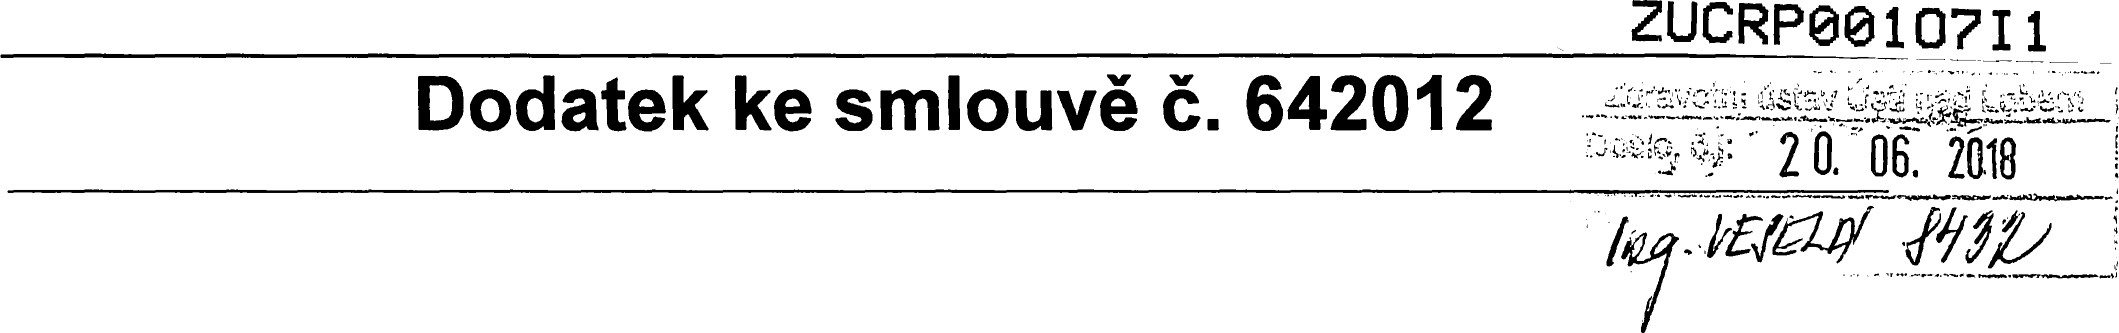 ZUCRP00107I1
Dodatek ke smlouvě č. 642012
Zdravotní ústav Ústí nad Labem
Došlo, č.j: 20. 06. 2018
Ing. VESELÁ 8432